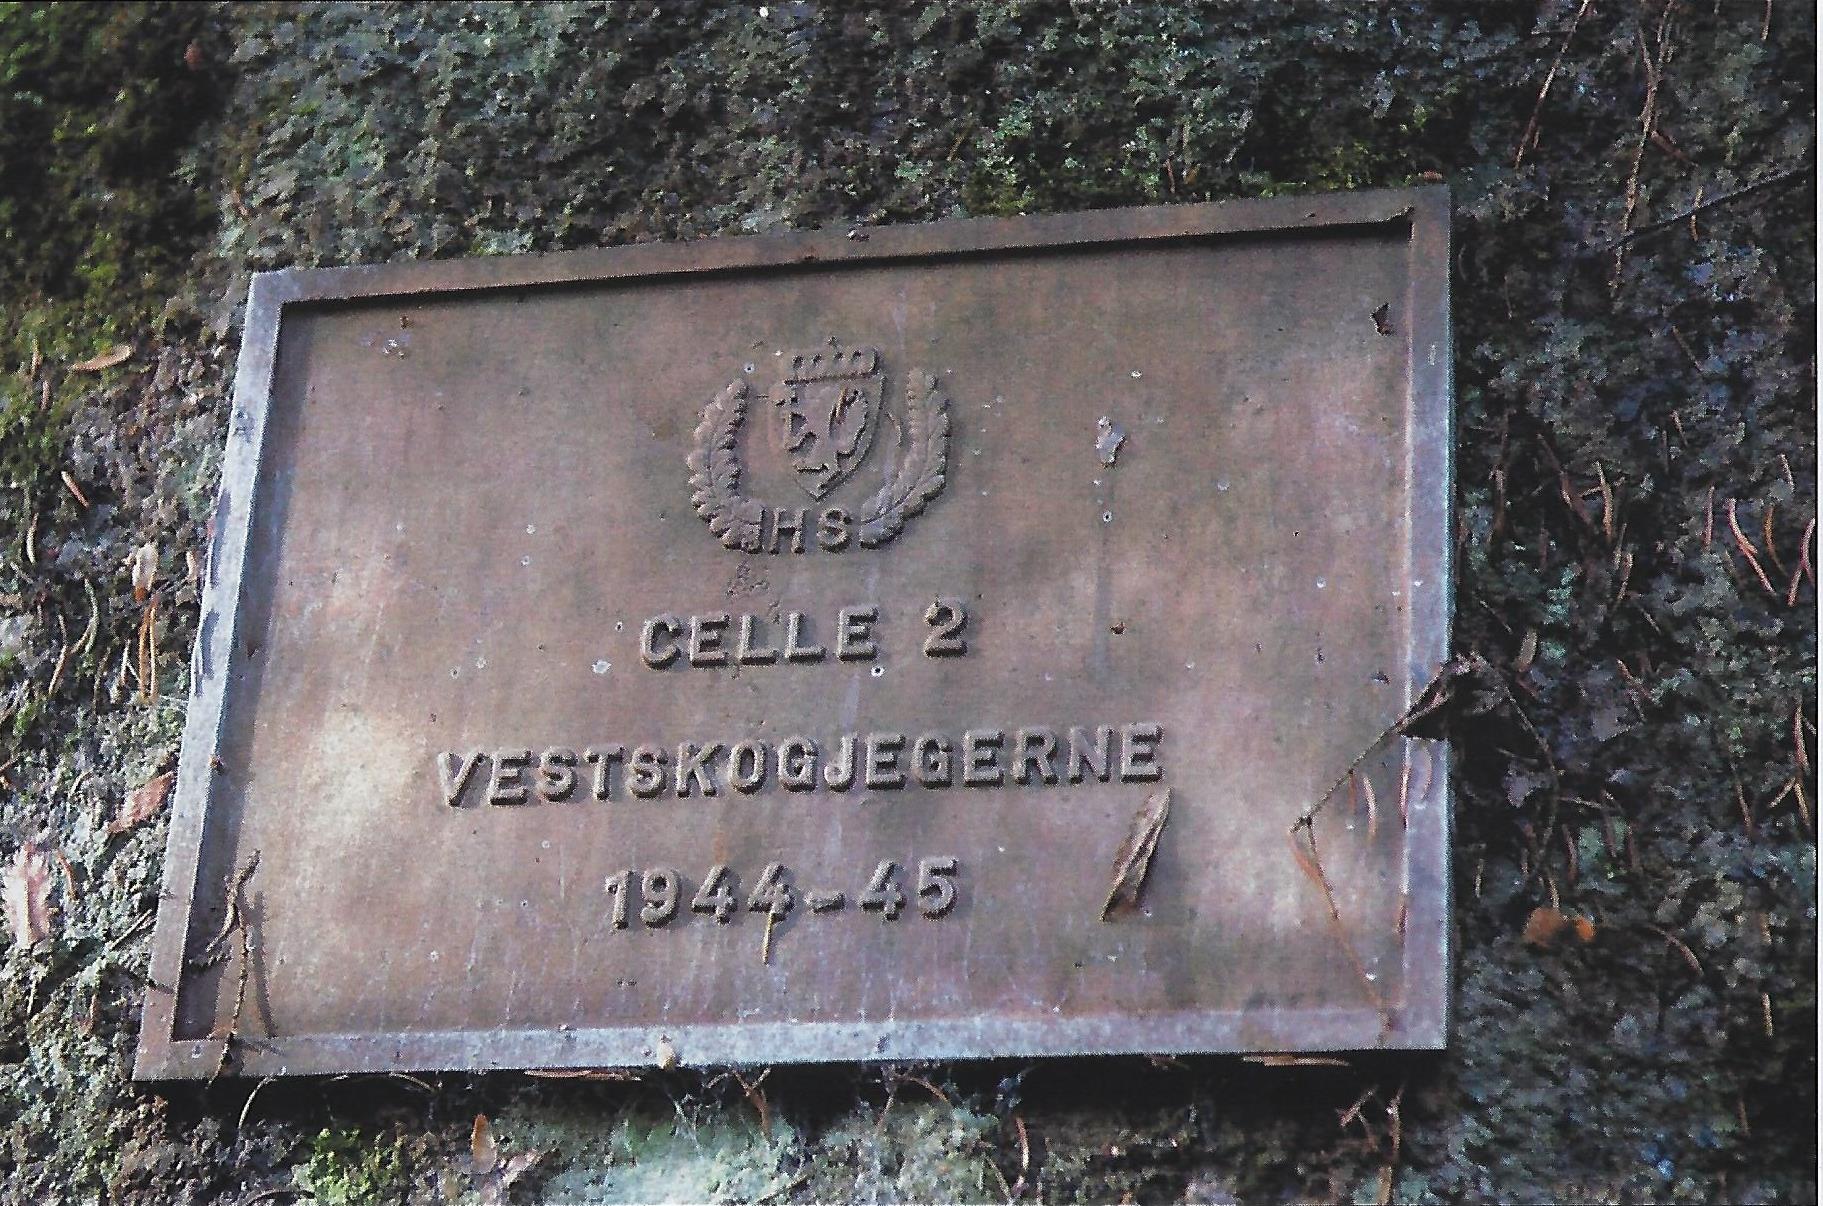 HS
CELLE 2
VESTSKOGJEGERNE
1944-45